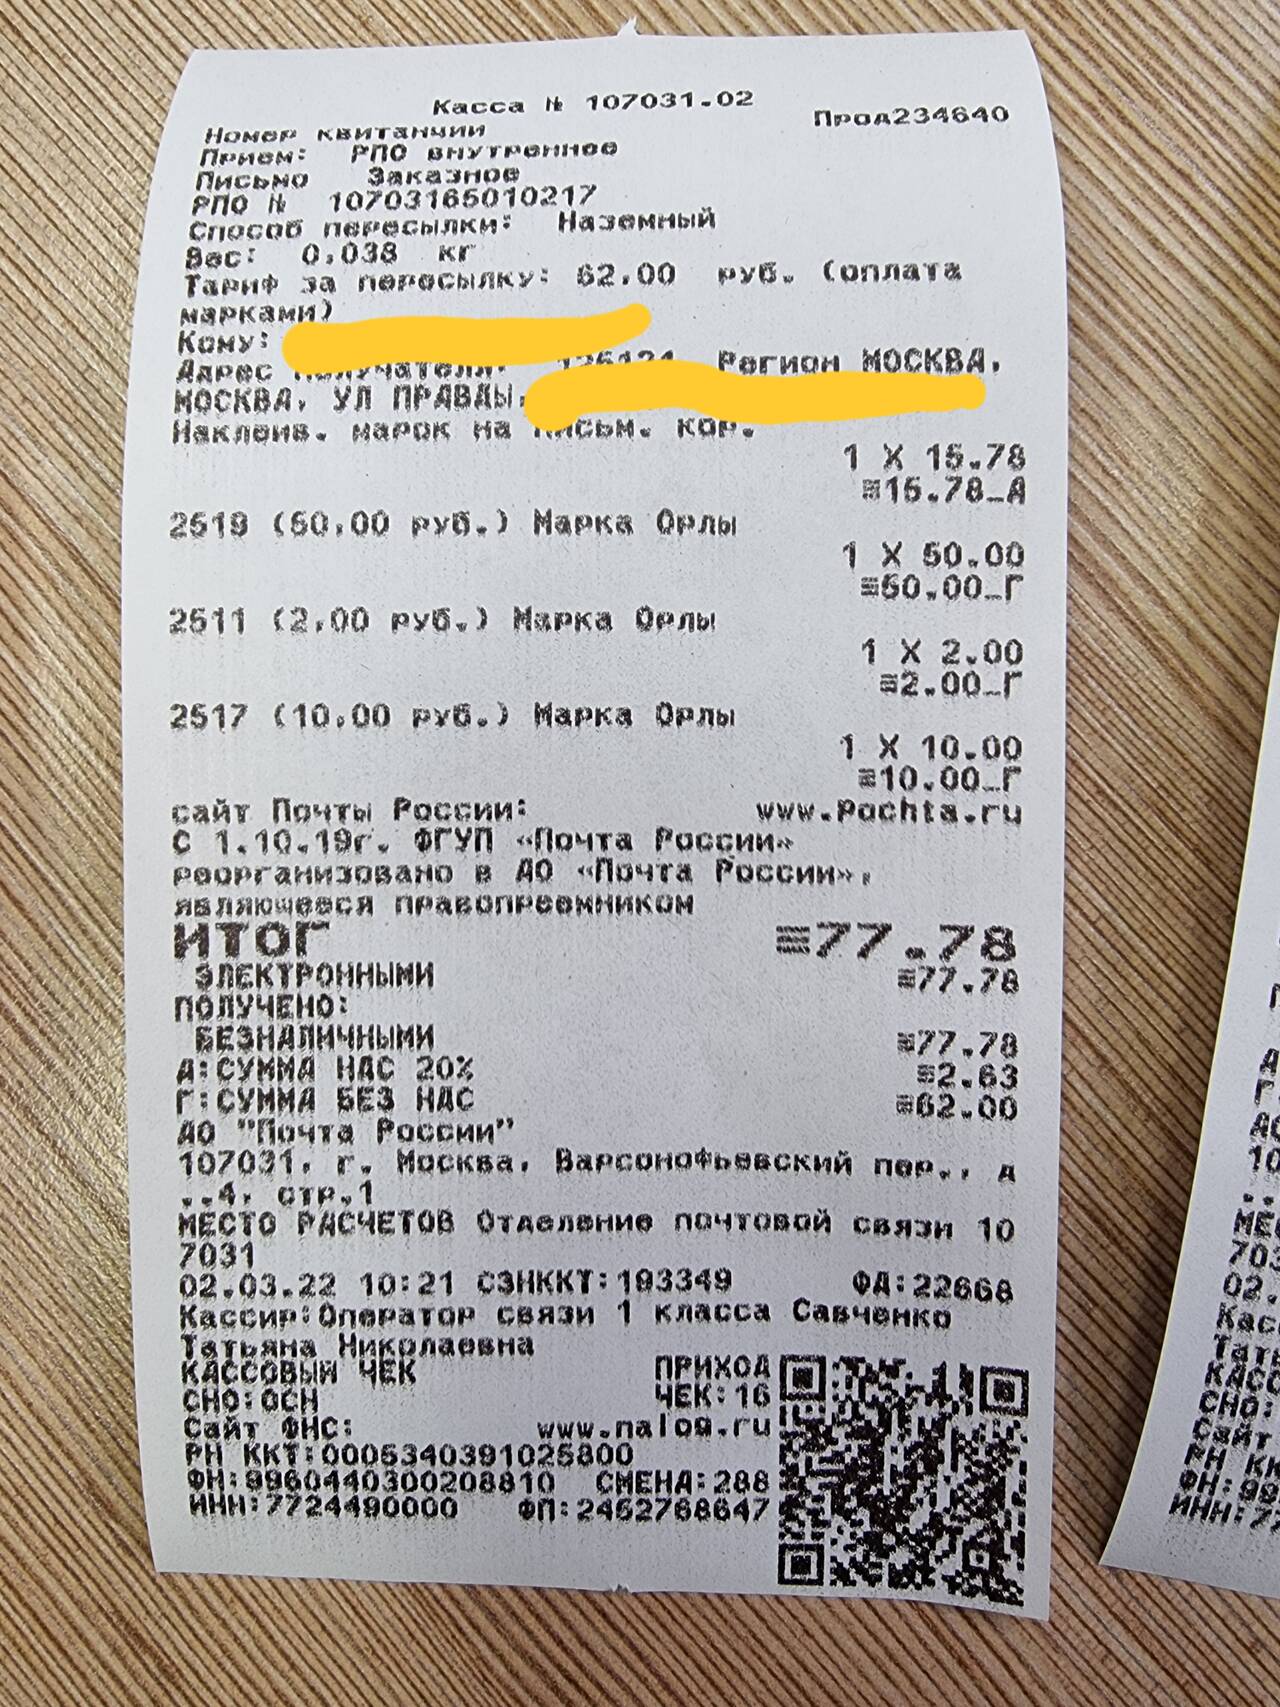 Касса № 107031.02
Номер квитанчии Прод234640
Прием: РПО внутреннее
Письмо Заказное
РПО № 10703165010217
Способ пересылки: Наземный
Вес: 0,038 кг
Тариф за пересылку: 62,00 руб. (оплата
марками)
Кому:
Адрес получателя: Регион МОСКВА,
МОСКВА, УЛ ПРАВДЫ,
Наклеив. марок на письм. кор.
1 X 15.78
≡15.78_А
2519 (50,00 руб.) Марка Орлы
1 X 50.00
≡50.00_Г
2511 (2,00 руб.) Марка Орлы
1 X 2.00
≡2.00_Г
2517 (10,00 руб.) Марка Орлы
1 X 10.00
≡10.00_Г
сайт Почты России: www.Pochta.ru
С 1.10.19г. ФГУП «Почта России»
реорганизовано в АО «Почта России»,
являющееся правопреемником
ИТОГ ≡77.78
ЭЛЕКТРОННЫМИ ≡77.78
ПОЛУЧЕНО:
БЕЗНАЛИЧНЫМИ ≡77.78
А:СУММА НДС 20% ≡2.63
Г:СУММА БЕЗ НДС ≡62.00
АО "Почта России"
107031, г. Москва, Варсонофьевский пер., д
..4, стр.1
МЕСТО РАСЧЕТОВ Отделение почтовой связи 10
7031
02.03.22 10:21 СЗНККТ:193349 ФД:22668
Кассир:Оператор связи 1 класса Савченко
Татьяна Николаевна
КАССОВЫЙ ЧЕК ПРИХОД
СНО:ОСН ЧЕК:16
Сайт ФНС: www.nalog.ru
РН ККТ:0005340391025800
ФН:9960440300208810 СМЕНА:288
ИНН:7724490000 ФП:2452768647